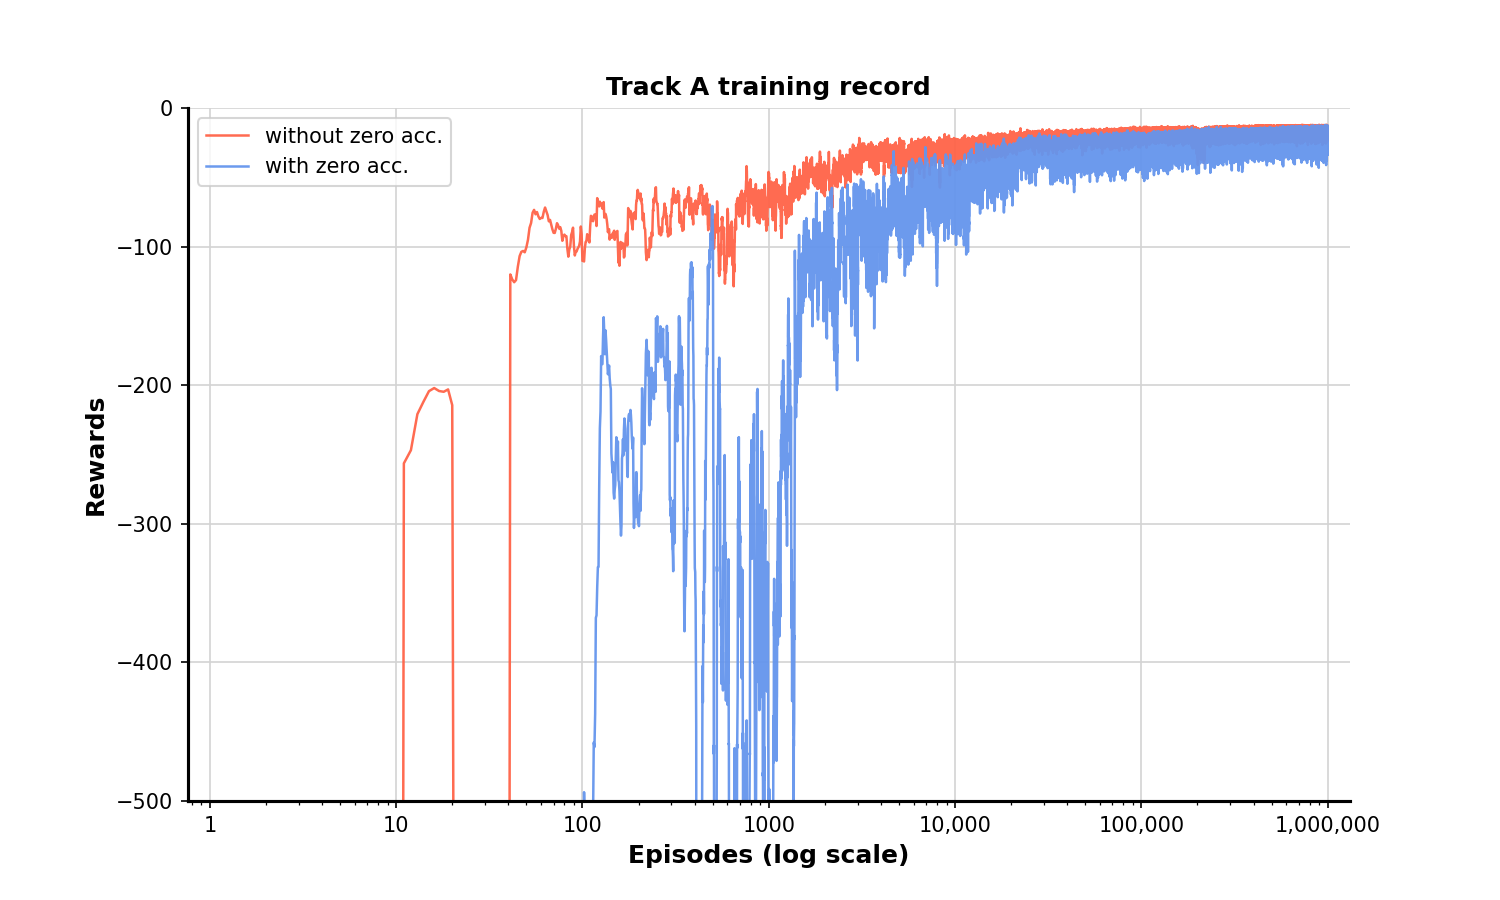 Track A training record
without zero acc.
with zero acc.
Rewards
0
−100
−200
−300
−400
−500
1 10 100 1000 10,000 100,000 1,000,000
Episodes (log scale)